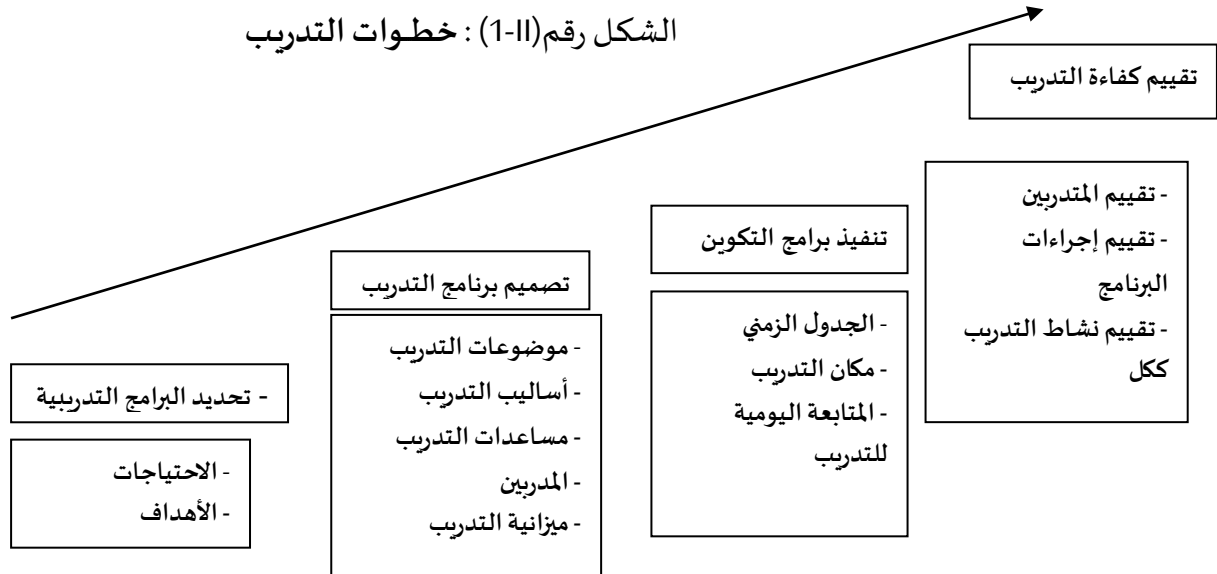 الشكل رقم(1-II) : خطوات التدريب
تقييم كفاءة التدريب
- تقييم المتدربين
- تقييم إجراءات
البرنامج
- تقييم نشاط التدريب
ككل
تنفيذ برامج التكوين
- الجدول الزمني
- مكان التدريب
- المتابعة اليومية
للتدريب
تصميم برنامج التدريب
- موضوعات التدريب
- أساليب التدريب
- مساعدات التدريب
- المدربين
- ميزانية التدريب
- تحديد البرامج التدريبية
- الاحتياجات
- الأهداف